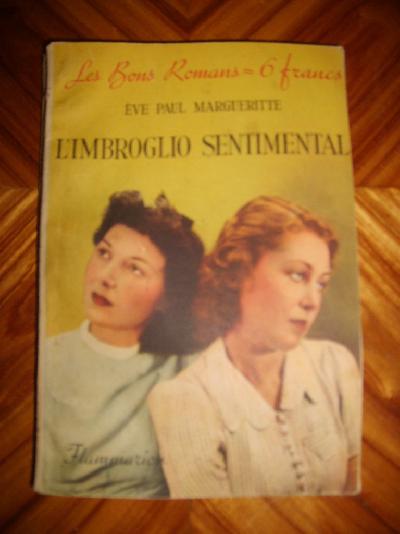 Les Bons Romans = 6 francs
ÈVE PAUL MARGUERITTE
L'IMBROGLIO SENTIMENTAL
Flammarion